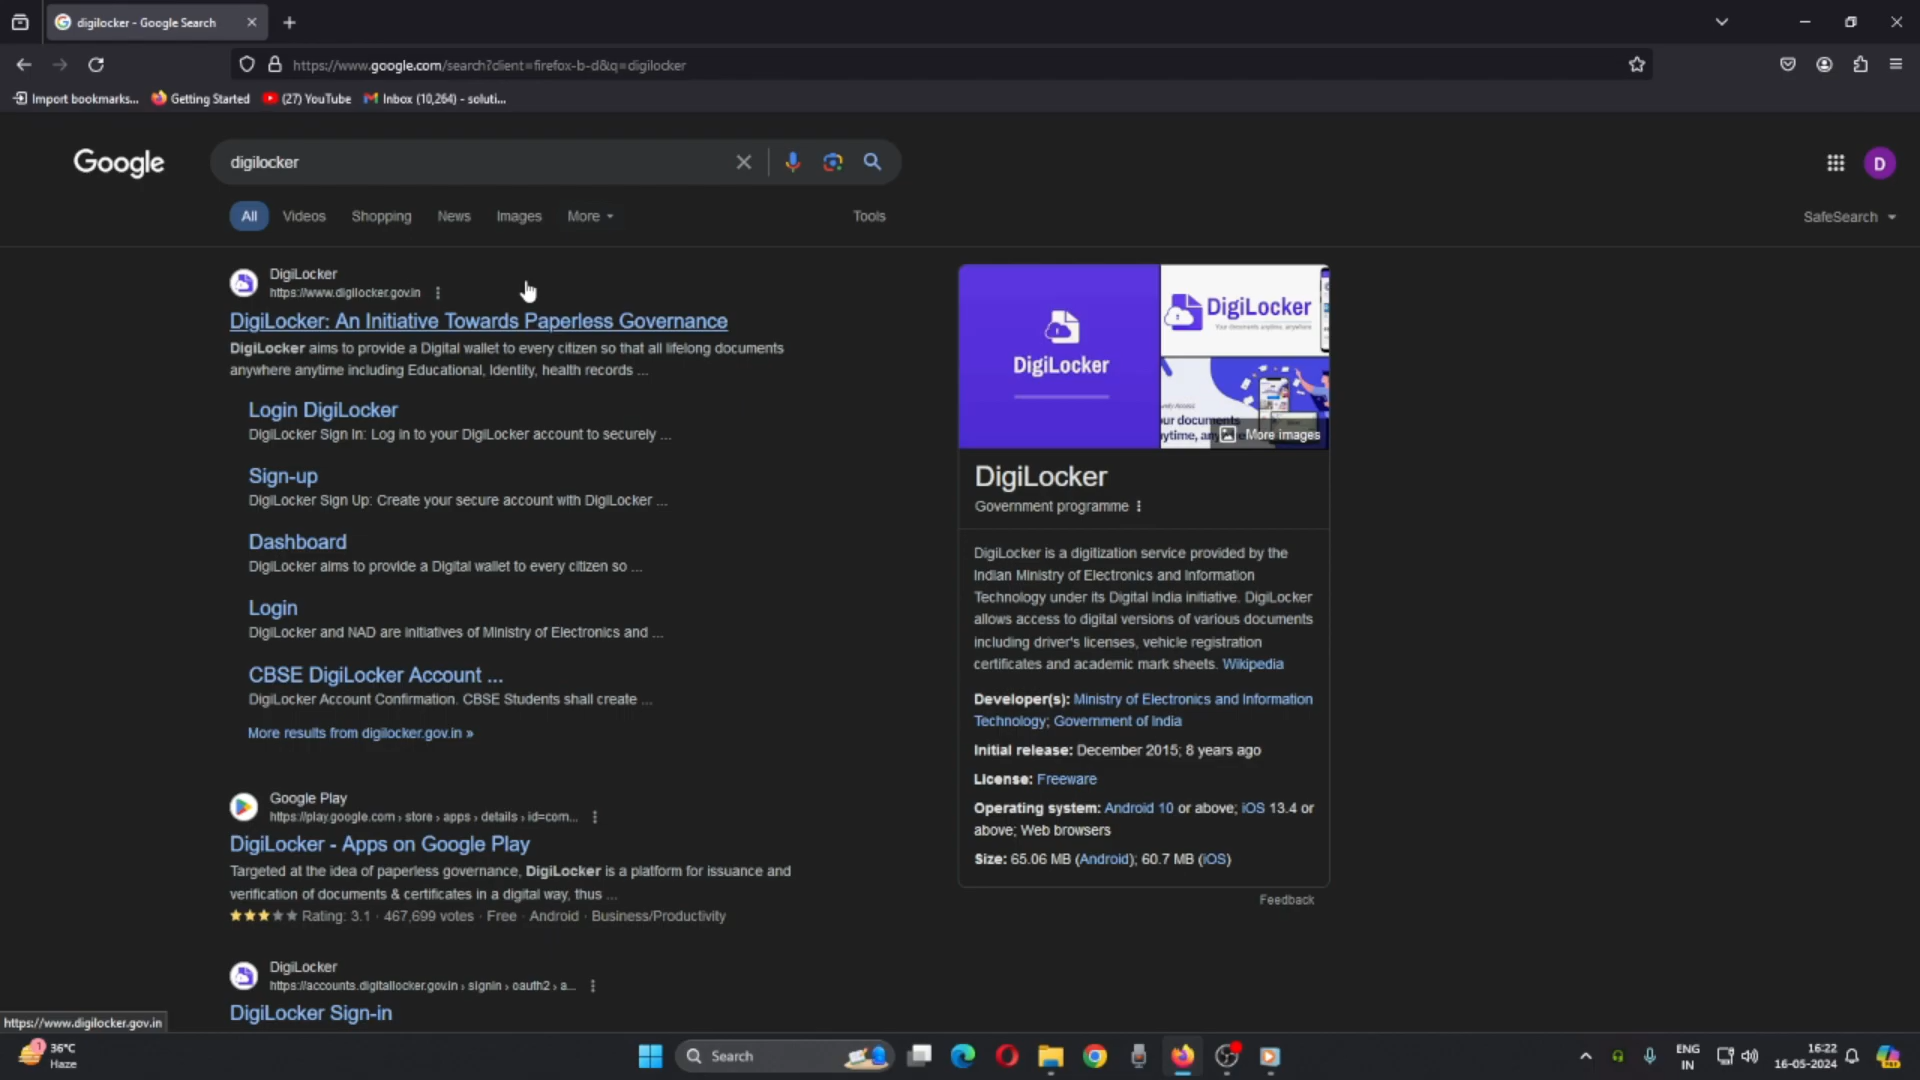 digilocker - Google Search
https://www.google.com/search?client=firefox-b-d&q=digilocker
Import bookmarks... Getting Started (27) YouTube Inbox (10,264) - soluti...
Google
digilocker
D
All Videos Shopping News Images More Tools SafeSearch
DigiLocker
https://www.digilocker.gov.in
DigiLocker: An Initiative Towards Paperless Governance
DigiLocker aims to provide a Digital wallet to every citizen so that all lifelong documents
anywhere anytime including Educational, Identity, health records ...
Login DigiLocker
DigiLocker Sign In: Log in to your DigiLocker account to securely ...
Sign-up
DigiLocker Sign Up: Create your secure account with DigiLocker ...
Dashboard
DigiLocker aims to provide a Digital wallet to every citizen so ...
Login
DigiLocker and NAD are initiatives of Ministry of Electronics and ...
CBSE DigiLocker Account ...
DigiLocker Account Confirmation. CBSE Students shall create ...
More results from digilocker.gov.in »
Google Play
https://play.google.com › store › apps › details › id=com...
DigiLocker - Apps on Google Play
Targeted at the idea of paperless governance, DigiLocker is a platform for issuance and
verification of documents & certificates in a digital way, thus ...
Rating: 3.1 · 467,699 votes · Free · Android · Business/Productivity
DigiLocker
https://accounts.digitallocker.gov.in › signin › oauth2 › a...
DigiLocker Sign-in
DigiLocker
DigiLocker
Your documents anytime, anywhere
ur documents
ytime, an
More images
DigiLocker
Government programme
DigiLocker is a digitization service provided by the
Indian Ministry of Electronics and Information
Technology under its Digital India initiative. DigiLocker
allows access to digital versions of various documents
including driver's licenses, vehicle registration
certificates and academic mark sheets. Wikipedia
Developer(s): Ministry of Electronics and Information
Technology; Government of India
Initial release: December 2015; 8 years ago
License: Freeware
Operating system: Android 10 or above; iOS 13.4 or
above; Web browsers
Size: 65.06 MB (Android); 60.7 MB (iOS)
Feedback
https://www.digilocker.gov.in
1
36°C
Haze
Search
ENG
IN
16:22
16-05-2024